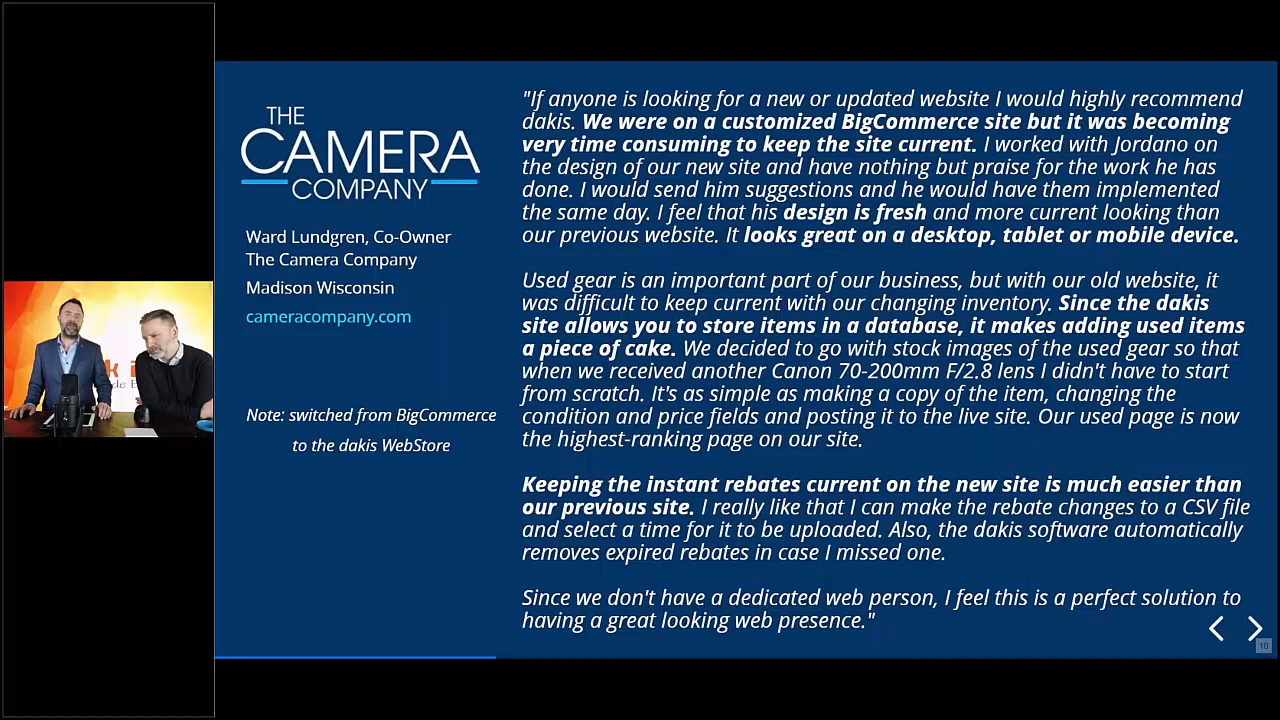 THE
CAMERA
COMPANY
Ward Lundgren, Co-Owner
The Camera Company
Madison Wisconsin
cameracompany.com
Note: switched from BigCommerce
to the dakis WebStore
"If anyone is looking for a new or updated website I would highly recommend
dakis. We were on a customized BigCommerce site but it was becoming
very time consuming to keep the site current. I worked with Jordano on
the design of our new site and have nothing but praise for the work he has
done. I would send him suggestions and he would have them implemented
the same day. I feel that his design is fresh and more current looking than
our previous website. It looks great on a desktop, tablet or mobile device.
Used gear is an important part of our business, but with our old website, it
was difficult to keep current with our changing inventory. Since the dakis
site allows you to store items in a database, it makes adding used items
a piece of cake. We decided to go with stock images of the used gear so that
when we received another Canon 70-200mm F/2.8 lens I didn't have to start
from scratch. It's as simple as making a copy of the item, changing the
condition and price fields and posting it to the live site. Our used page is now
the highest-ranking page on our site.
Keeping the instant rebates current on the new site is much easier than
our previous site. I really like that I can make the rebate changes to a CSV file
and select a time for it to be uploaded. Also, the dakis software automatically
removes expired rebates in case I missed one.
Since we don't have a dedicated web person, I feel this is a perfect solution to
having a great looking web presence."
10